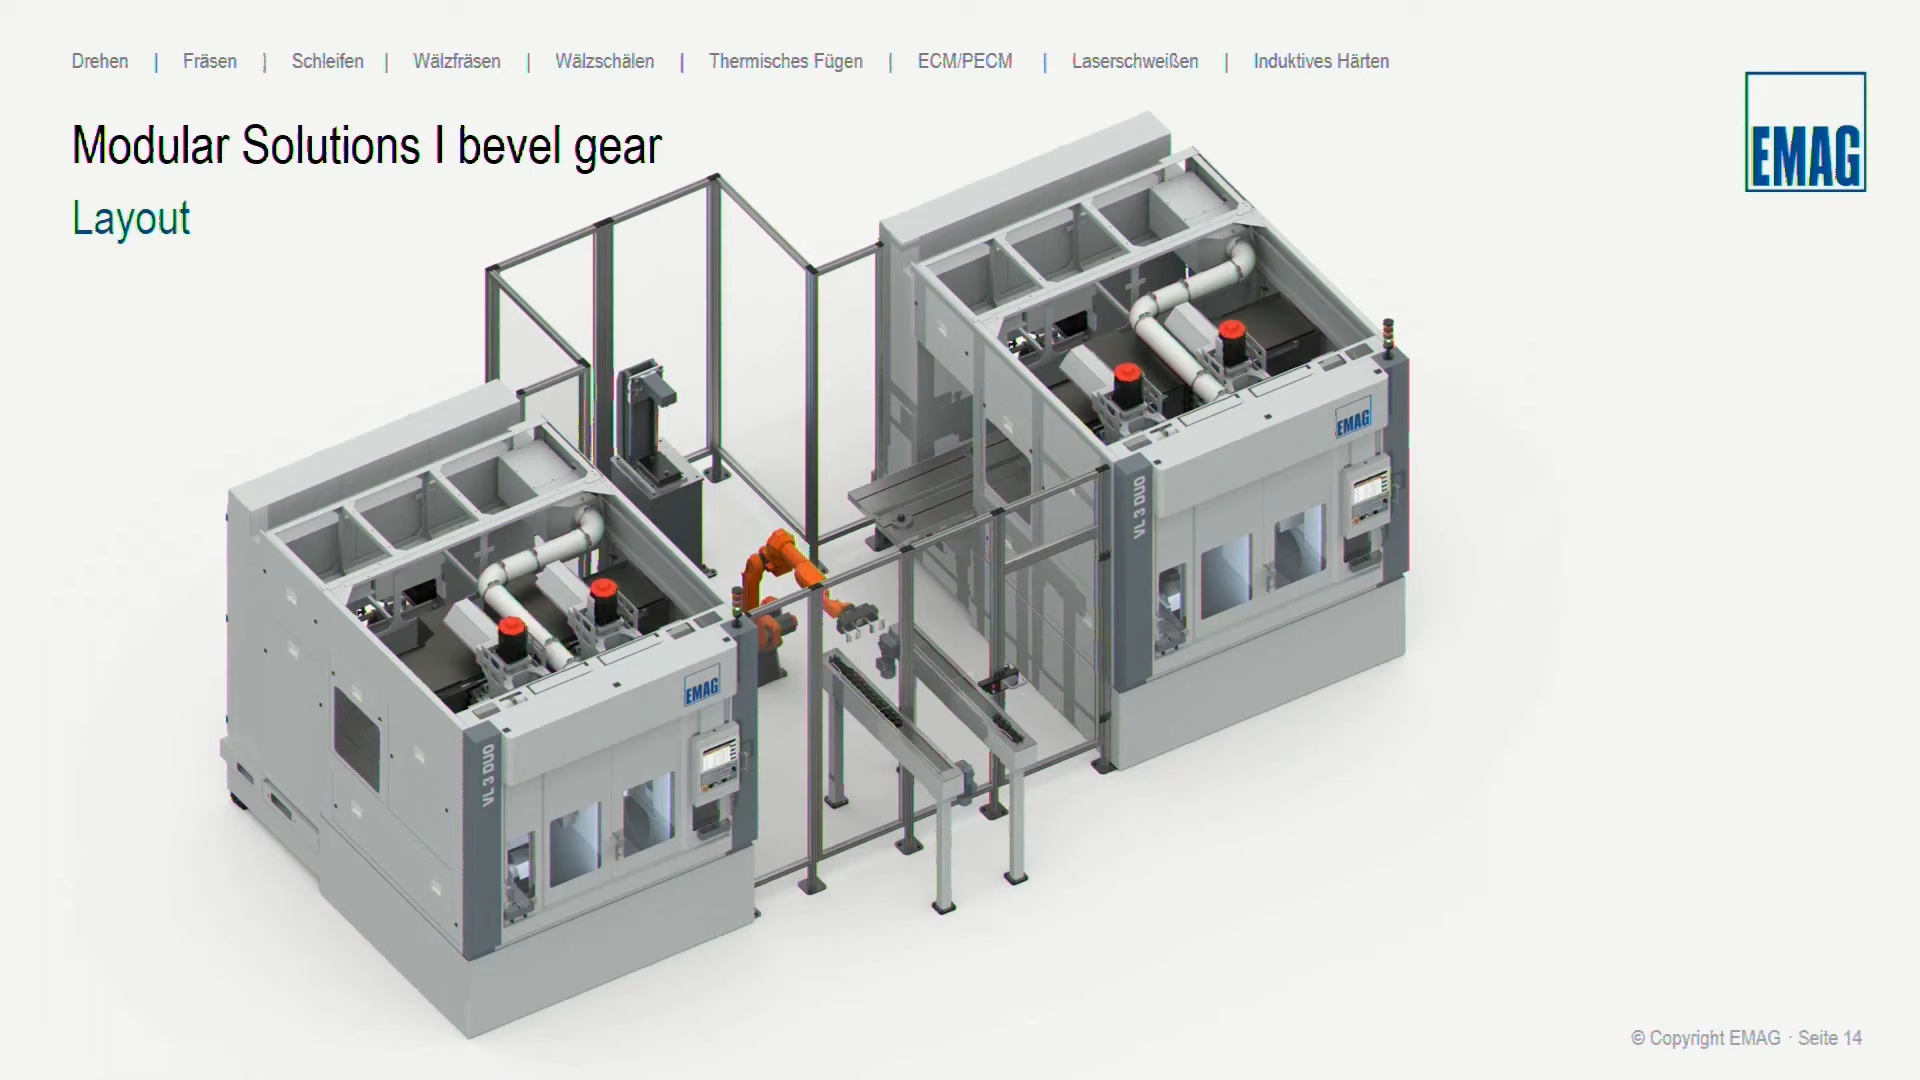 Drehen | Fräsen | Schleifen | Wälzfräsen | Wälzschälen | Thermisches Fügen | ECM/PECM | Laserschweißen | Induktives Härten
EMAG
Modular Solutions I bevel gear
Layout
EMAG
VL 3 DUO
EMAG
VL 3 DUO
© Copyright EMAG · Seite 14